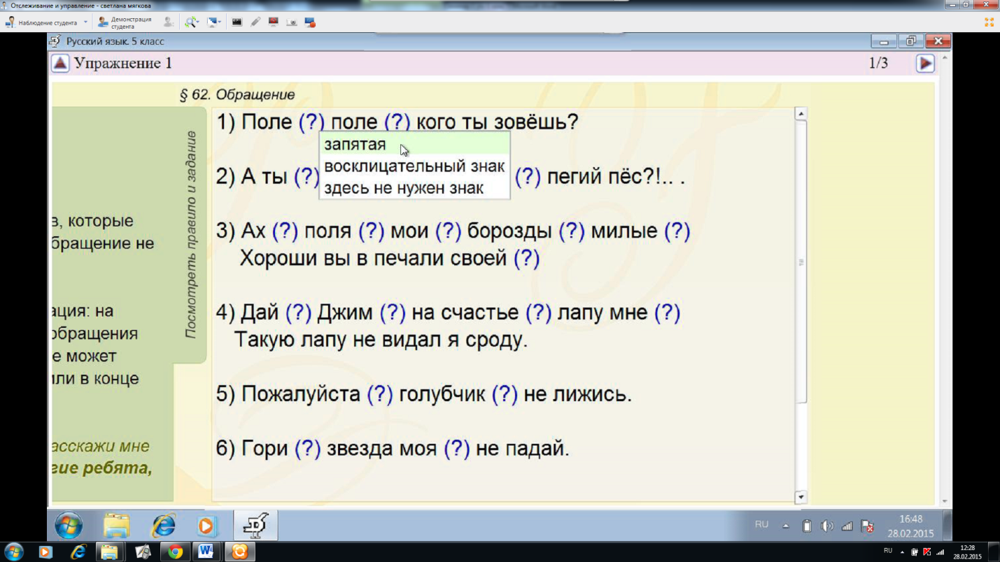 Отслеживание и управление - светлана мягкова
Наблюдение студента
Демонстрация студента
Русский язык. 5 класс
Упражнение 1
1/3
§ 62. Обращение
Посмотреть правило и задание
в, которые
бращение не
ация: на
обращения
е может
или в конце
асскажи мне
гие ребята,
1) Поле (?) поле (?) кого ты зовёшь?
запятая
восклицательный знак
здесь не нужен знак
2) А ты (?) (?) пегий пёс?!.. .
3) Ах (?) поля (?) мои (?) борозды (?) милые (?)
Хороши вы в печали своей (?)
4) Дай (?) Джим (?) на счастье (?) лапу мне (?)
Такую лапу не видал я сроду.
5) Пожалуйста (?) голубчик (?) не лижись.
6) Гори (?) звезда моя (?) не падай.
RU
16:48
28.02.2015
RU
12:28
28.02.2015